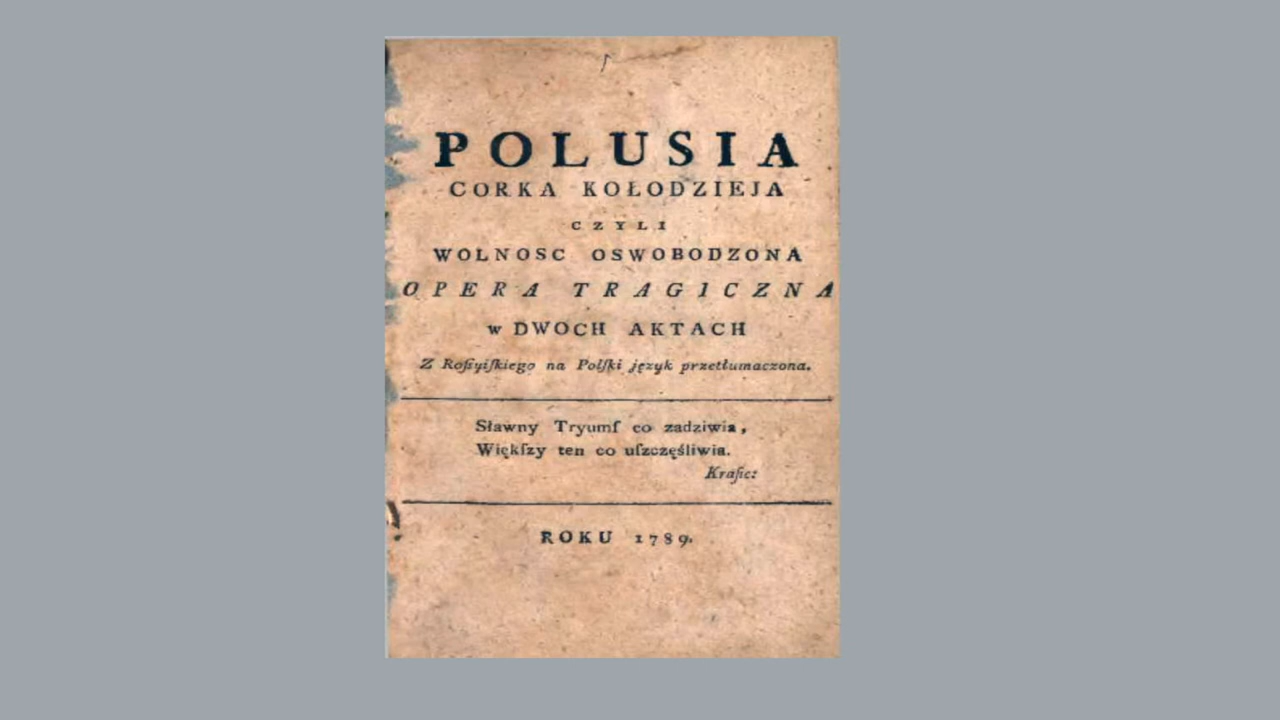 POLUSIA
CORKA KOŁODZIEJA
CZYLI
WOLNOSC OSWOBODZONA
OPERA TRAGICZNA
w DWOCH AKTACH
Z Roſſyiſkiego na Polſki język przetłumaczona.
Sławny Tryumf co zadziwia,
Więkſzy ten co uſzczęśliwia.
Kraſic:
ROKU 1789.